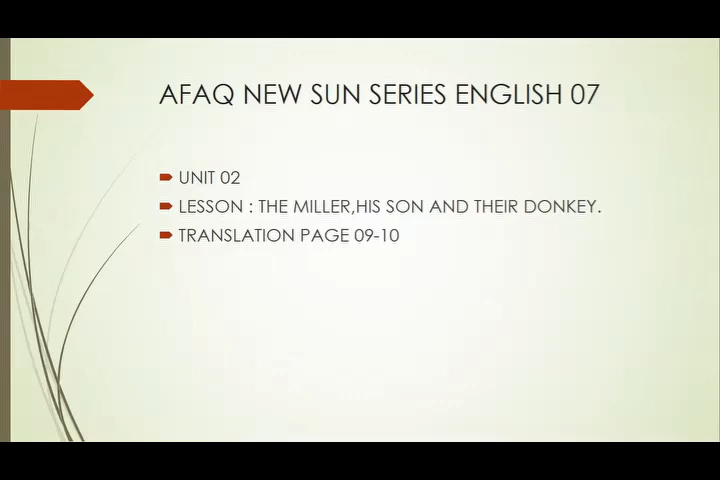 AFAQ NEW SUN SERIES ENGLISH 07
UNIT 02
LESSON : THE MILLER,HIS SON AND THEIR DONKEY.
TRANSLATION PAGE 09-10